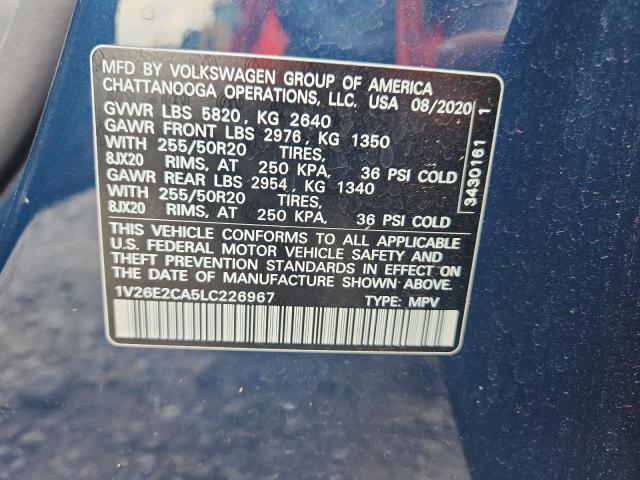 MFD BY VOLKSWAGEN GROUP OF AMERICA
CHATTANOOGA OPERATIONS, LLC. USA 08/2020
GVWR LBS 5820, KG 2640
GAWR FRONT LBS 2976, KG 1350
WITH 255/50R20 TIRES,
8JX20 RIMS, AT 250 KPA, 36 PSI COLD
GAWR REAR LBS 2954, KG 1340
WITH 255/50R20 TIRES,
8JX20 RIMS, AT 250 KPA, 36 PSI COLD
THIS VEHICLE CONFORMS TO ALL APPLICABLE
U.S. FEDERAL MOTOR VEHICLE SAFETY AND
THEFT PREVENTION STANDARDS IN EFFECT ON
THE DATE OF MANUFACTURE SHOWN ABOVE.
1V26E2CA5LC226967 TYPE: MPV
3430161 1